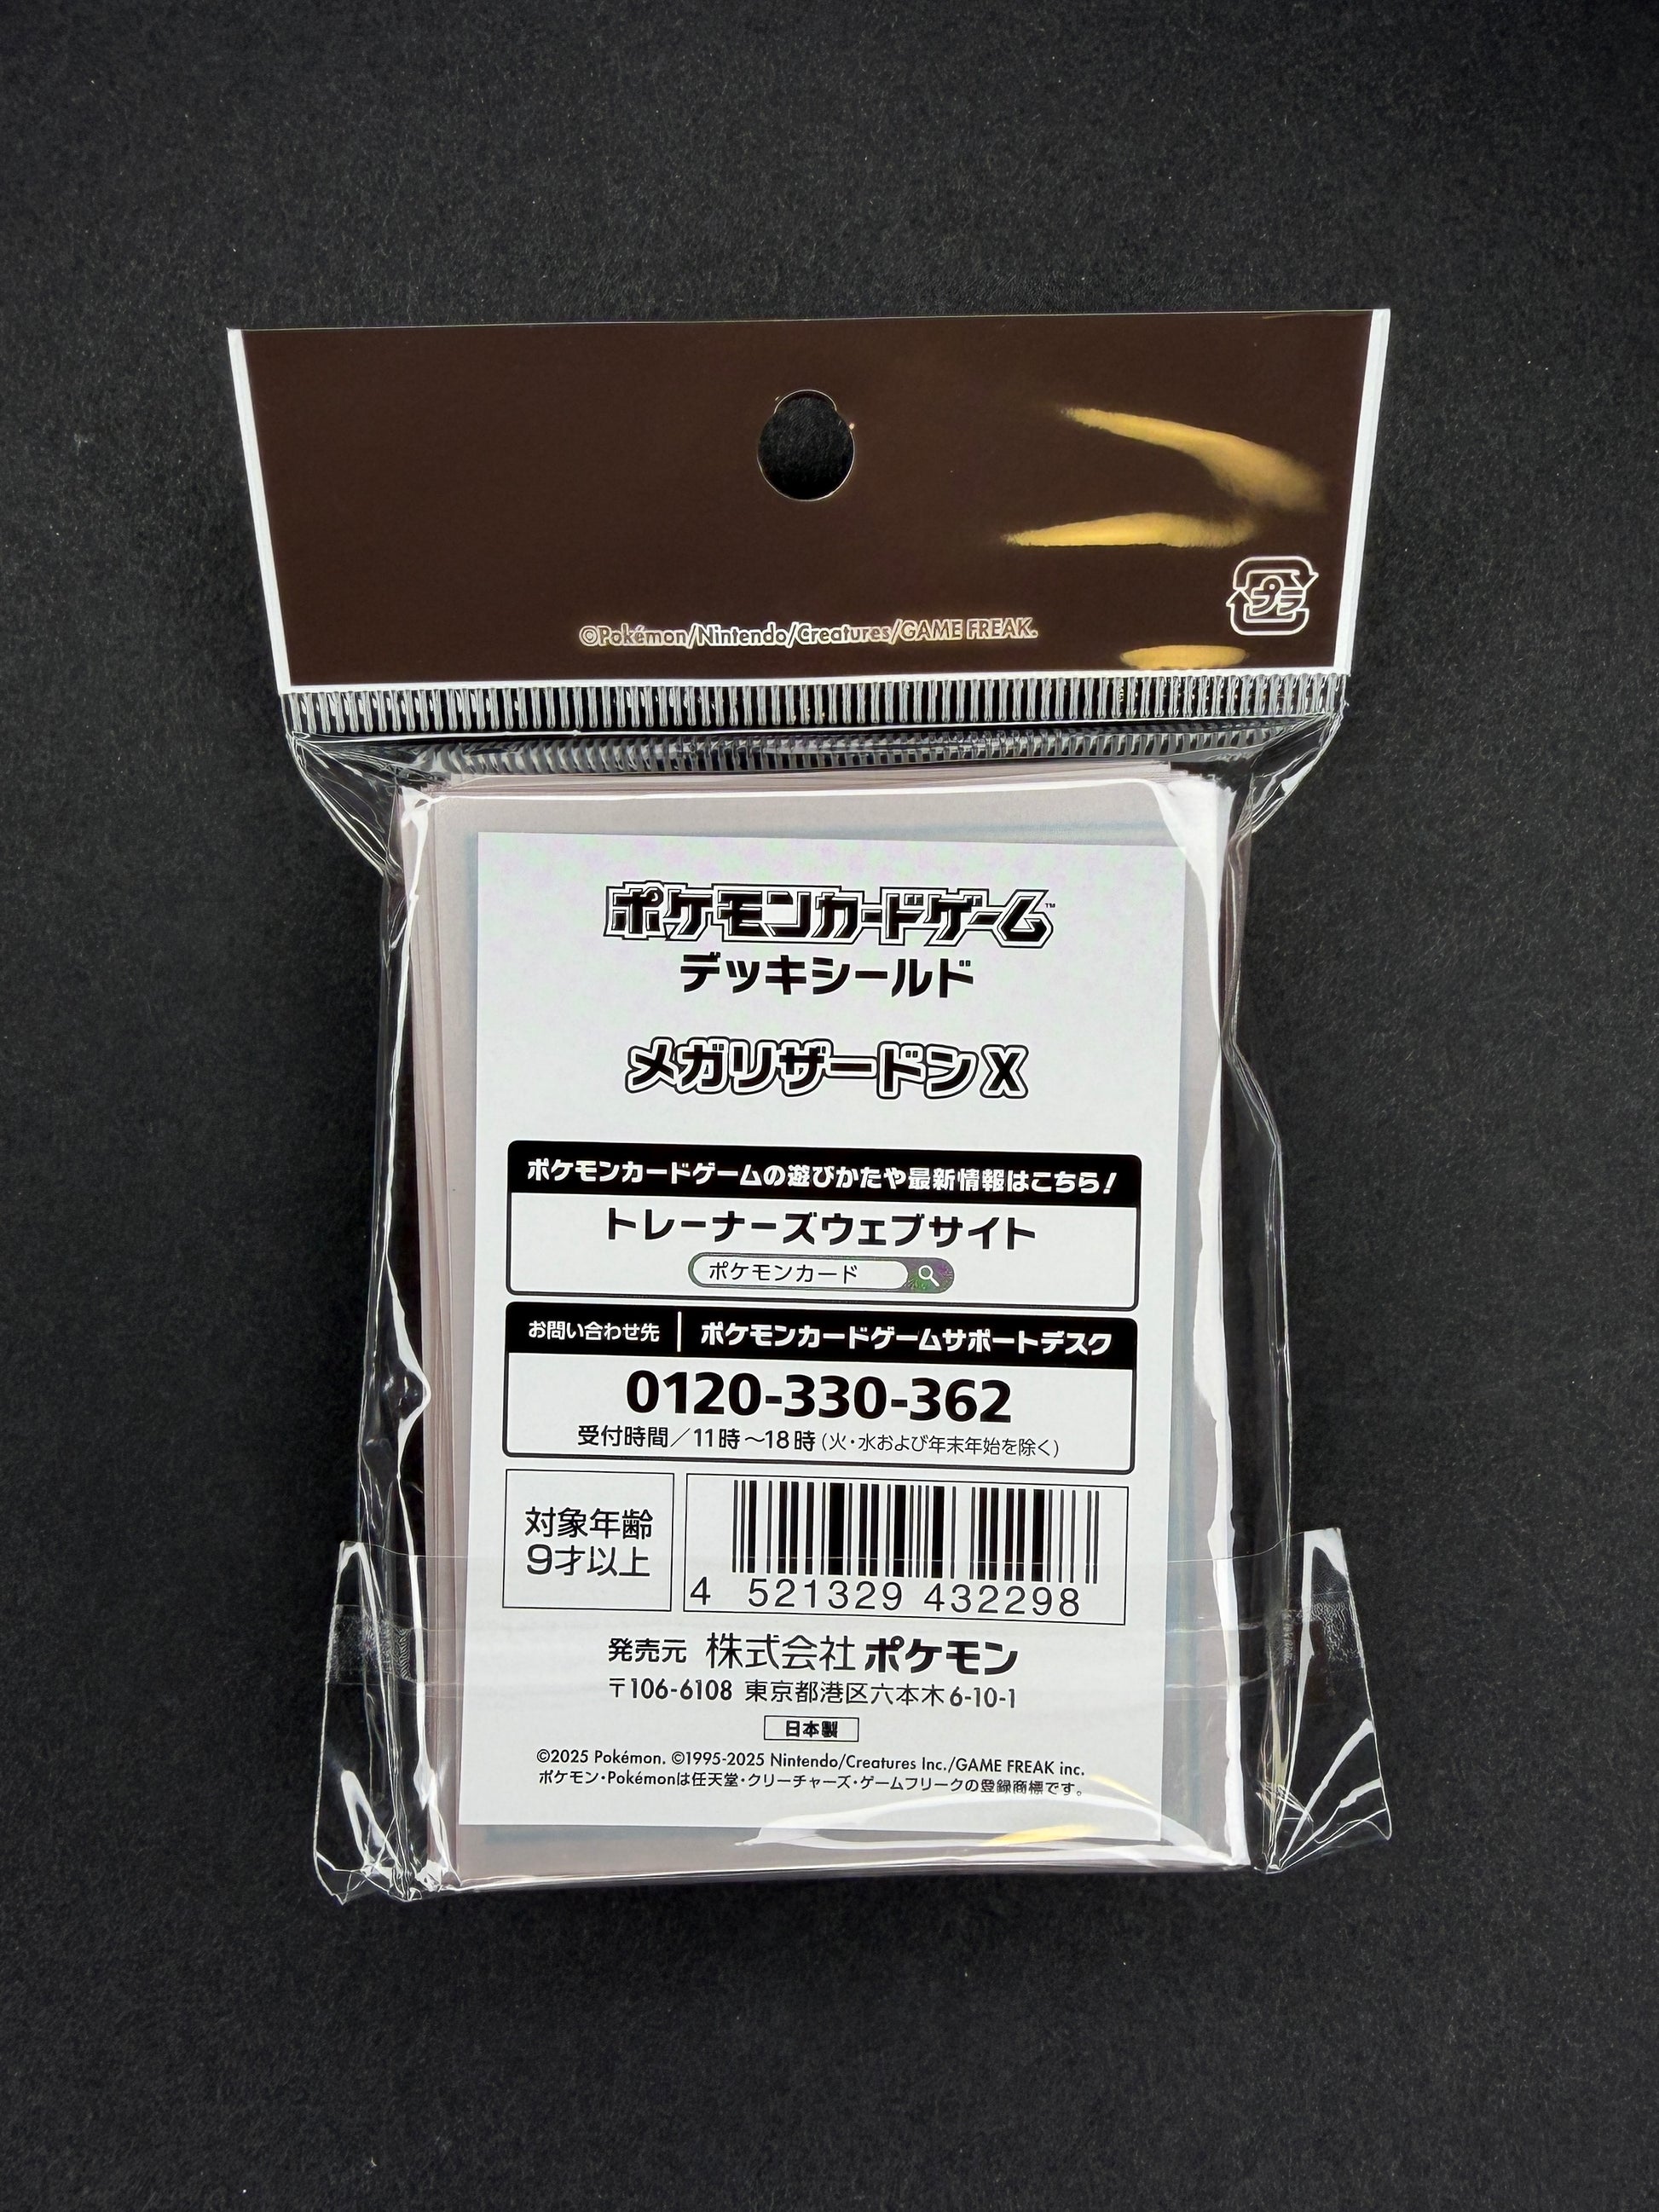 ©Pokémon/Nintendo/Creatures/GAME FREAK.
プラ
ポケモンカードゲーム™
デッキシールド
メガリザードンX
ポケモンカードゲームの遊びかたや最新情報はこちら!
トレーナーズウェブサイト
ポケモンカード
お問い合わせ先 ポケモンカードゲームサポートデスク
0120-330-362
受付時間/11時~18時(火・水および年末年始を除く)
対象年齢
9才以上
4 521329 432298
発売元 株式会社ポケモン
〒106-6108 東京都港区六本木6-10-1
日本製
©2025 Pokémon. ©1995-2025 Nintendo/Creatures Inc./GAME FREAK inc.
ポケモン・Pokémonは任天堂・クリーチャーズ・ゲームフリークの登録商標です。